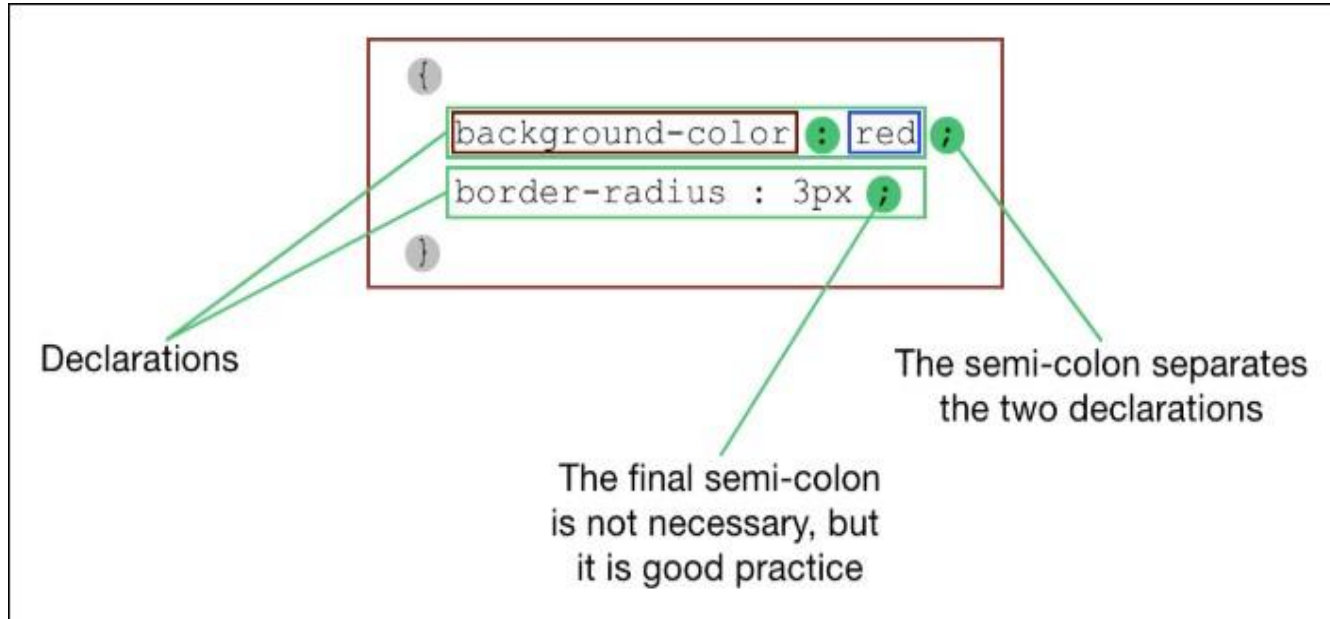 {
background-color : red ;
border-radius : 3px ;
}
Declarations
The semi-colon separates
the two declarations
The final semi-colon
is not necessary, but
it is good practice